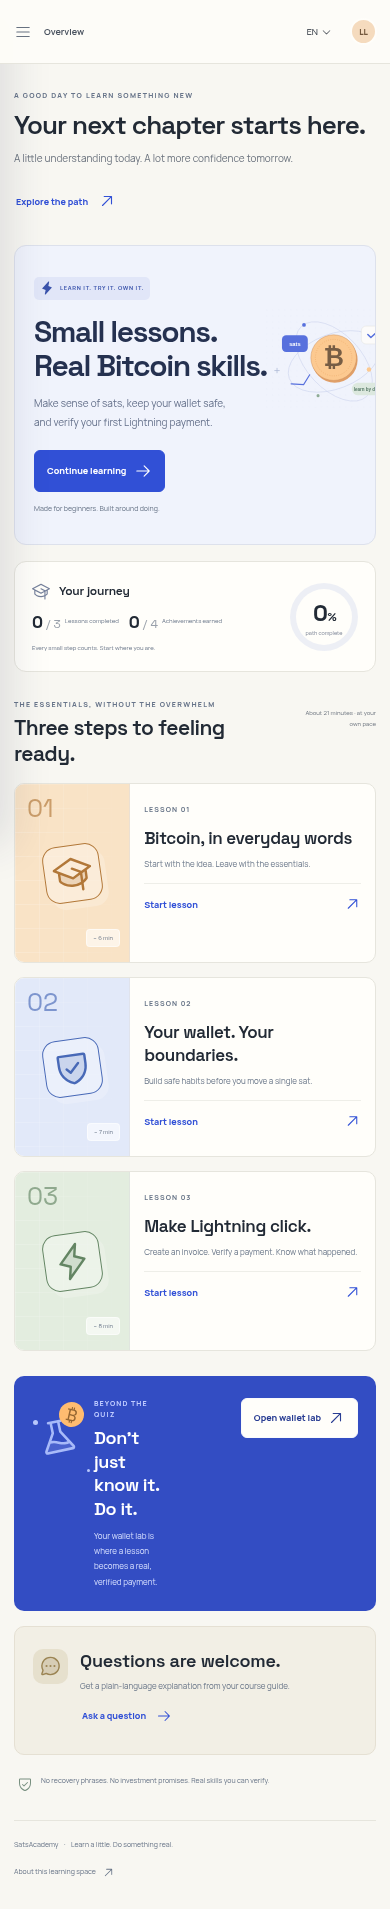 Overview
EN
LL
A GOOD DAY TO LEARN SOMETHING NEW
Your next chapter starts here.
A little understanding today. A lot more confidence tomorrow.
Explore the path
LEARN IT. TRY IT. OWN IT.
Small lessons.
Real Bitcoin skills.
sats
learn by d
Make sense of sats, keep your wallet safe,
and verify your first Lightning payment.
Continue learning
Made for beginners. Built around doing.
Your journey
0 / 3 Lessons completed 0 / 4 Achievements earned
Every small step counts. Start where you are.
0%
path complete
THE ESSENTIALS, WITHOUT THE OVERWHELM
Three steps to feeling
ready.
About 21 minutes · at your
own pace
01
~ 6 min
LESSON 01
Bitcoin, in everyday words
Start with the idea. Leave with the essentials.
Start lesson
02
~ 7 min
LESSON 02
Your wallet. Your
boundaries.
Build safe habits before you move a single sat.
Start lesson
03
~ 8 min
LESSON 03
Make Lightning click.
Create an invoice. Verify a payment. Know what happened.
Start lesson
BEYOND THE
QUIZ
Don't
just
know it.
Do it.
Your wallet lab is
where a lesson
becomes a real,
verified payment.
Open wallet lab
Questions are welcome.
Get a plain-language explanation from your course guide.
Ask a question
No recovery phrases. No investment promises. Real skills you can verify.
SatsAcademy · Learn a little. Do something real.
About this learning space